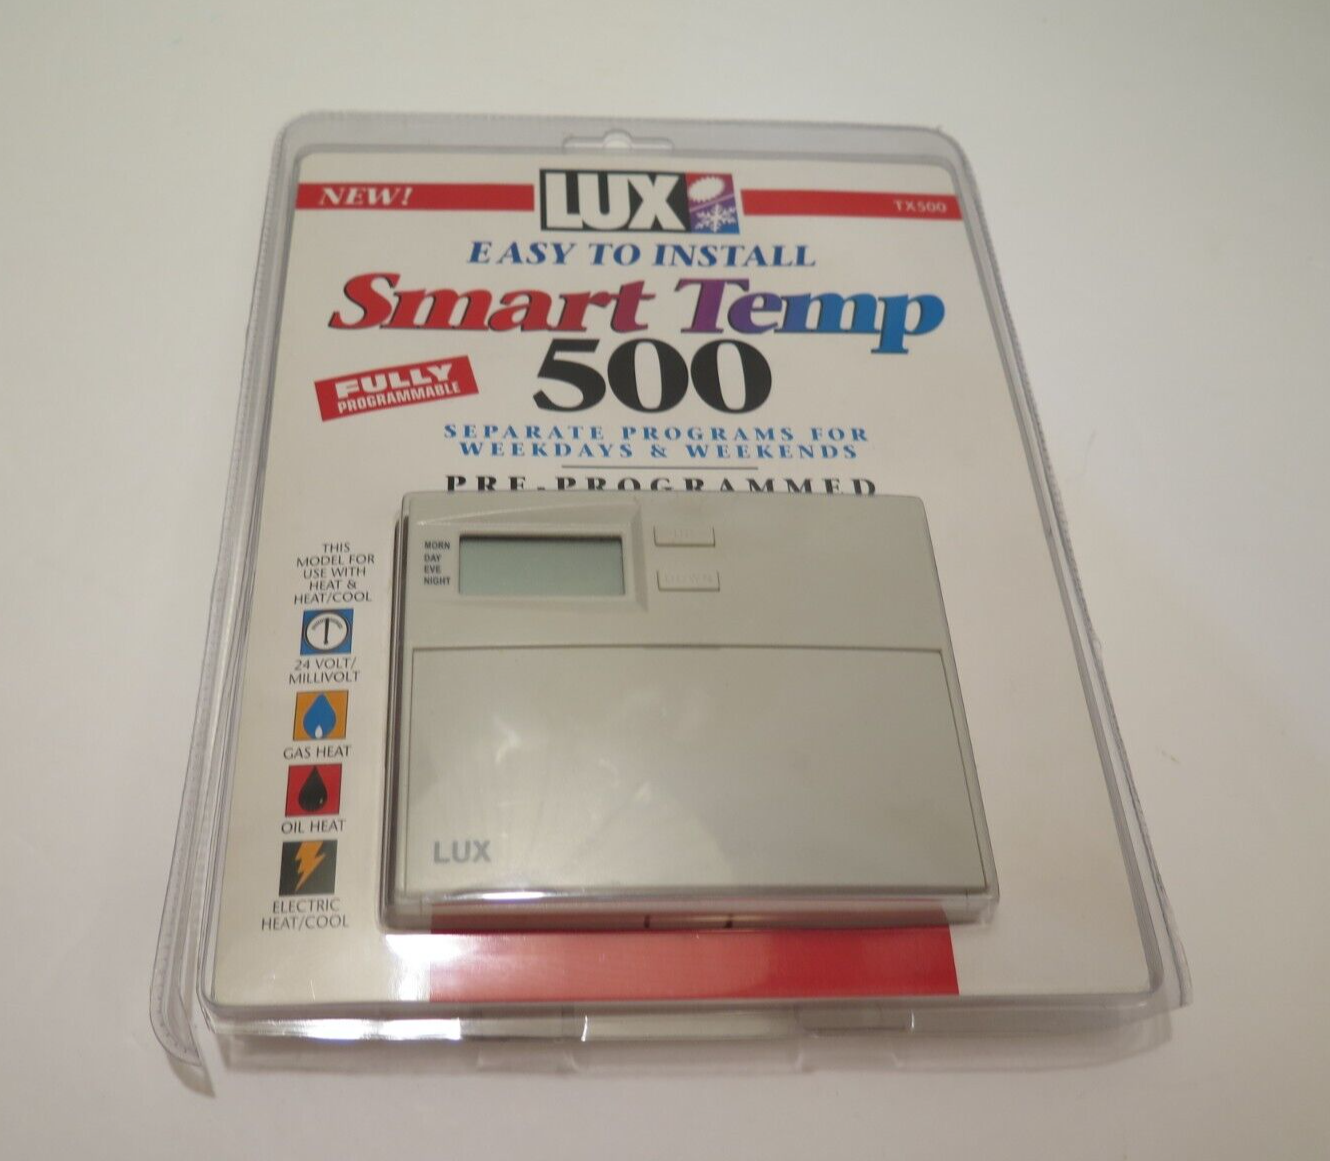 NEW!
LUX
TX500
EASY TO INSTALL
Smart Temp
500
FULLY
PROGRAMMABLE
SEPARATE PROGRAMS FOR
WEEKDAYS & WEEKENDS
PRE-PROGRAMMED
MORN
DAY
EVE
NIGHT
DOWN
THIS
MODEL FOR
USE WITH
HEAT &
HEAT/COOL
24 VOLT/
MILLIVOLT
GAS HEAT
OIL HEAT
ELECTRIC
HEAT/COOL
LUX